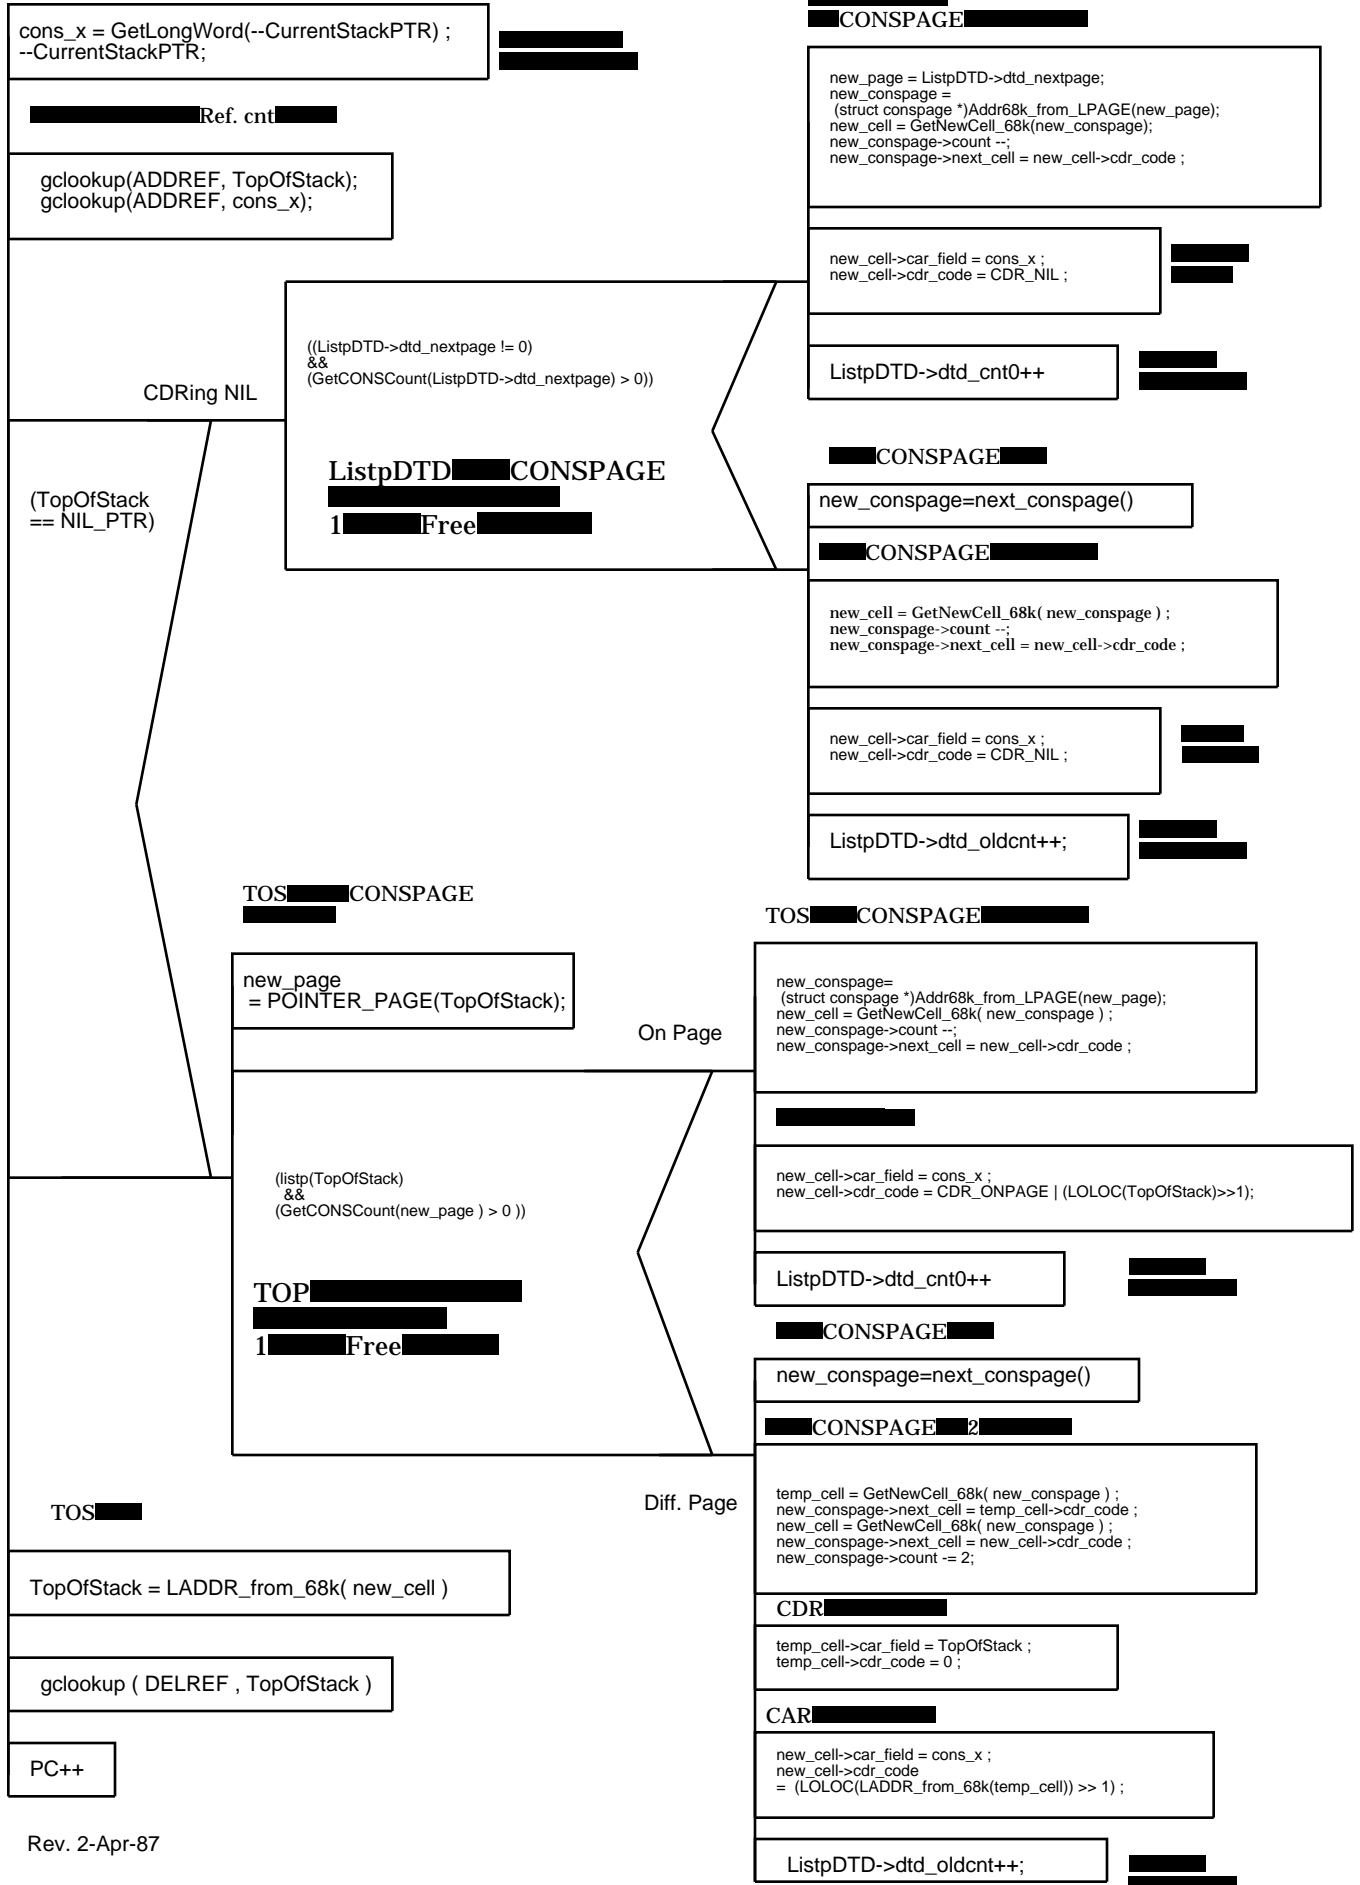 cons_x = GetLongWord(--CurrentStackPTR) ;
--CurrentStackPTR;
Ref. cnt
gclookup(ADDREF, TopOfStack);
gclookup(ADDREF, cons_x);
(TopOfStack
== NIL_PTR)
CDRing NIL
((ListpDTD->dtd_nextpage != 0)
&&
(GetCONSCount(ListpDTD->dtd_nextpage) > 0))
ListpDTD CONSPAGE
1 Free
CONSPAGE
new_page = ListpDTD->dtd_nextpage;
new_conspage =
(struct conspage *)Addr68k_from_LPAGE(new_page);
new_cell = GetNewCell_68k(new_conspage);
new_conspage->count --;
new_conspage->next_cell = new_cell->cdr_code ;
new_cell->car_field = cons_x ;
new_cell->cdr_code = CDR_NIL ;
ListpDTD->dtd_cnt0++
CONSPAGE
new_conspage=next_conspage()
CONSPAGE
new_cell = GetNewCell_68k( new_conspage ) ;
new_conspage->count --;
new_conspage->next_cell = new_cell->cdr_code ;
new_cell->car_field = cons_x ;
new_cell->cdr_code = CDR_NIL ;
ListpDTD->dtd_oldcnt++;
TOS CONSPAGE
new_page
= POINTER_PAGE(TopOfStack);
(listp(TopOfStack)
&&
(GetCONSCount(new_page ) > 0 ))
TOP
1 Free
On Page
TOS CONSPAGE
new_conspage=
(struct conspage *)Addr68k_from_LPAGE(new_page);
new_cell = GetNewCell_68k( new_conspage ) ;
new_conspage->count --;
new_conspage->next_cell = new_cell->cdr_code ;
new_cell->car_field = cons_x ;
new_cell->cdr_code = CDR_ONPAGE | (LOLOC(TopOfStack)>>1);
ListpDTD->dtd_cnt0++
CONSPAGE
new_conspage=next_conspage()
Diff. Page
CONSPAGE 2
temp_cell = GetNewCell_68k( new_conspage ) ;
new_conspage->next_cell = temp_cell->cdr_code ;
new_cell = GetNewCell_68k( new_conspage ) ;
new_conspage->next_cell = new_cell->cdr_code ;
new_conspage->count -= 2;
CDR
temp_cell->car_field = TopOfStack ;
temp_cell->cdr_code = 0 ;
CAR
new_cell->car_field = cons_x ;
new_cell->cdr_code
= (LOLOC(LADDR_from_68k(temp_cell)) >> 1) ;
ListpDTD->dtd_oldcnt++;
TOS
TopOfStack = LADDR_from_68k( new_cell )
gclookup ( DELREF , TopOfStack )
PC++
Rev. 2-Apr-87